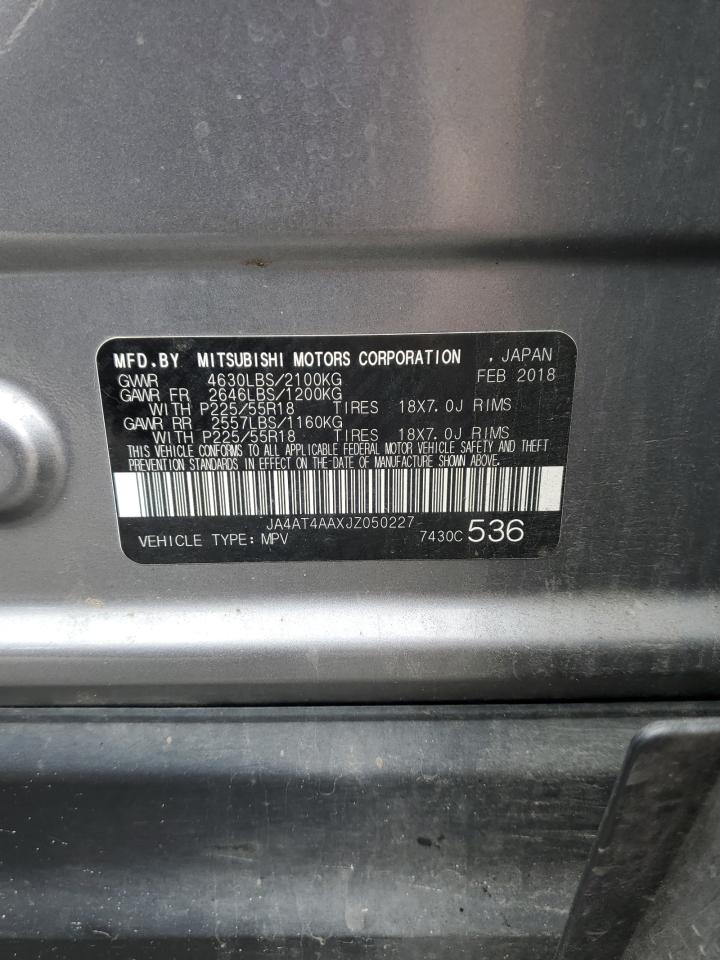 MFD.BY MITSUBISHI MOTORS CORPORATION , JAPAN
GVWR 4630LBS/2100KG FEB 2018
GAWR FR 2646LBS/1200KG
WITH P225/55R18 TIRES 18X7.0J RIMS
GAWR RR 2557LBS/1160KG
WITH P225/55R18 TIRES 18X7.0J RIMS
THIS VEHICLE CONFORMS TO ALL APPLICABLE FEDERAL MOTOR VEHICLE SAFETY AND THEFT
PREVENTION STANDARDS IN EFFECT ON THE-DATE OF MANUFACTURE SHOWN ABOVE.
JA4AT4AAXJZ050227
VEHICLE TYPE:MPV 7430C 536